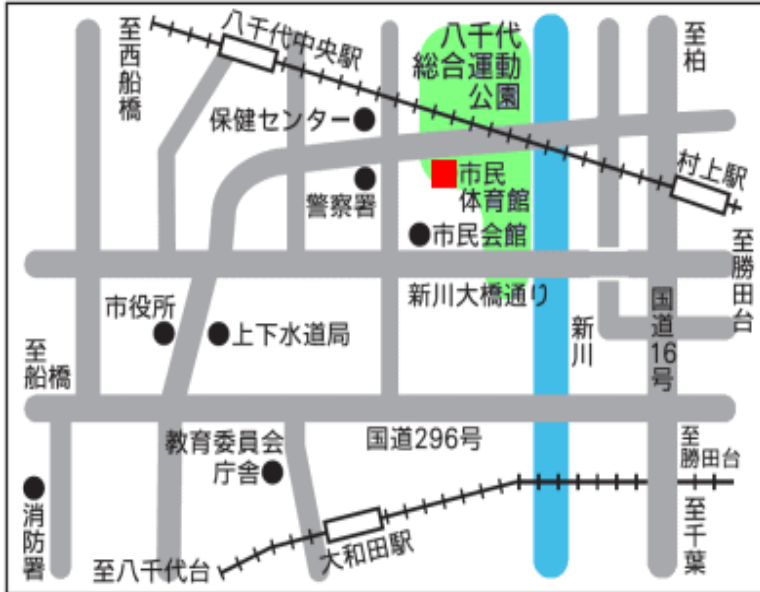 至西船橋
八千代中央駅
八千代
総合運動
公園
至柏
保健センター
村上駅
警察署
市民
体育館
市民会館
至勝田台
新川大橋通り
市役所
上下水道局
新川
国道16号
至
船橋
教育委員会
庁舎
国道296号
至
勝田台
消防署
大和田駅
至千葉
至八千代台